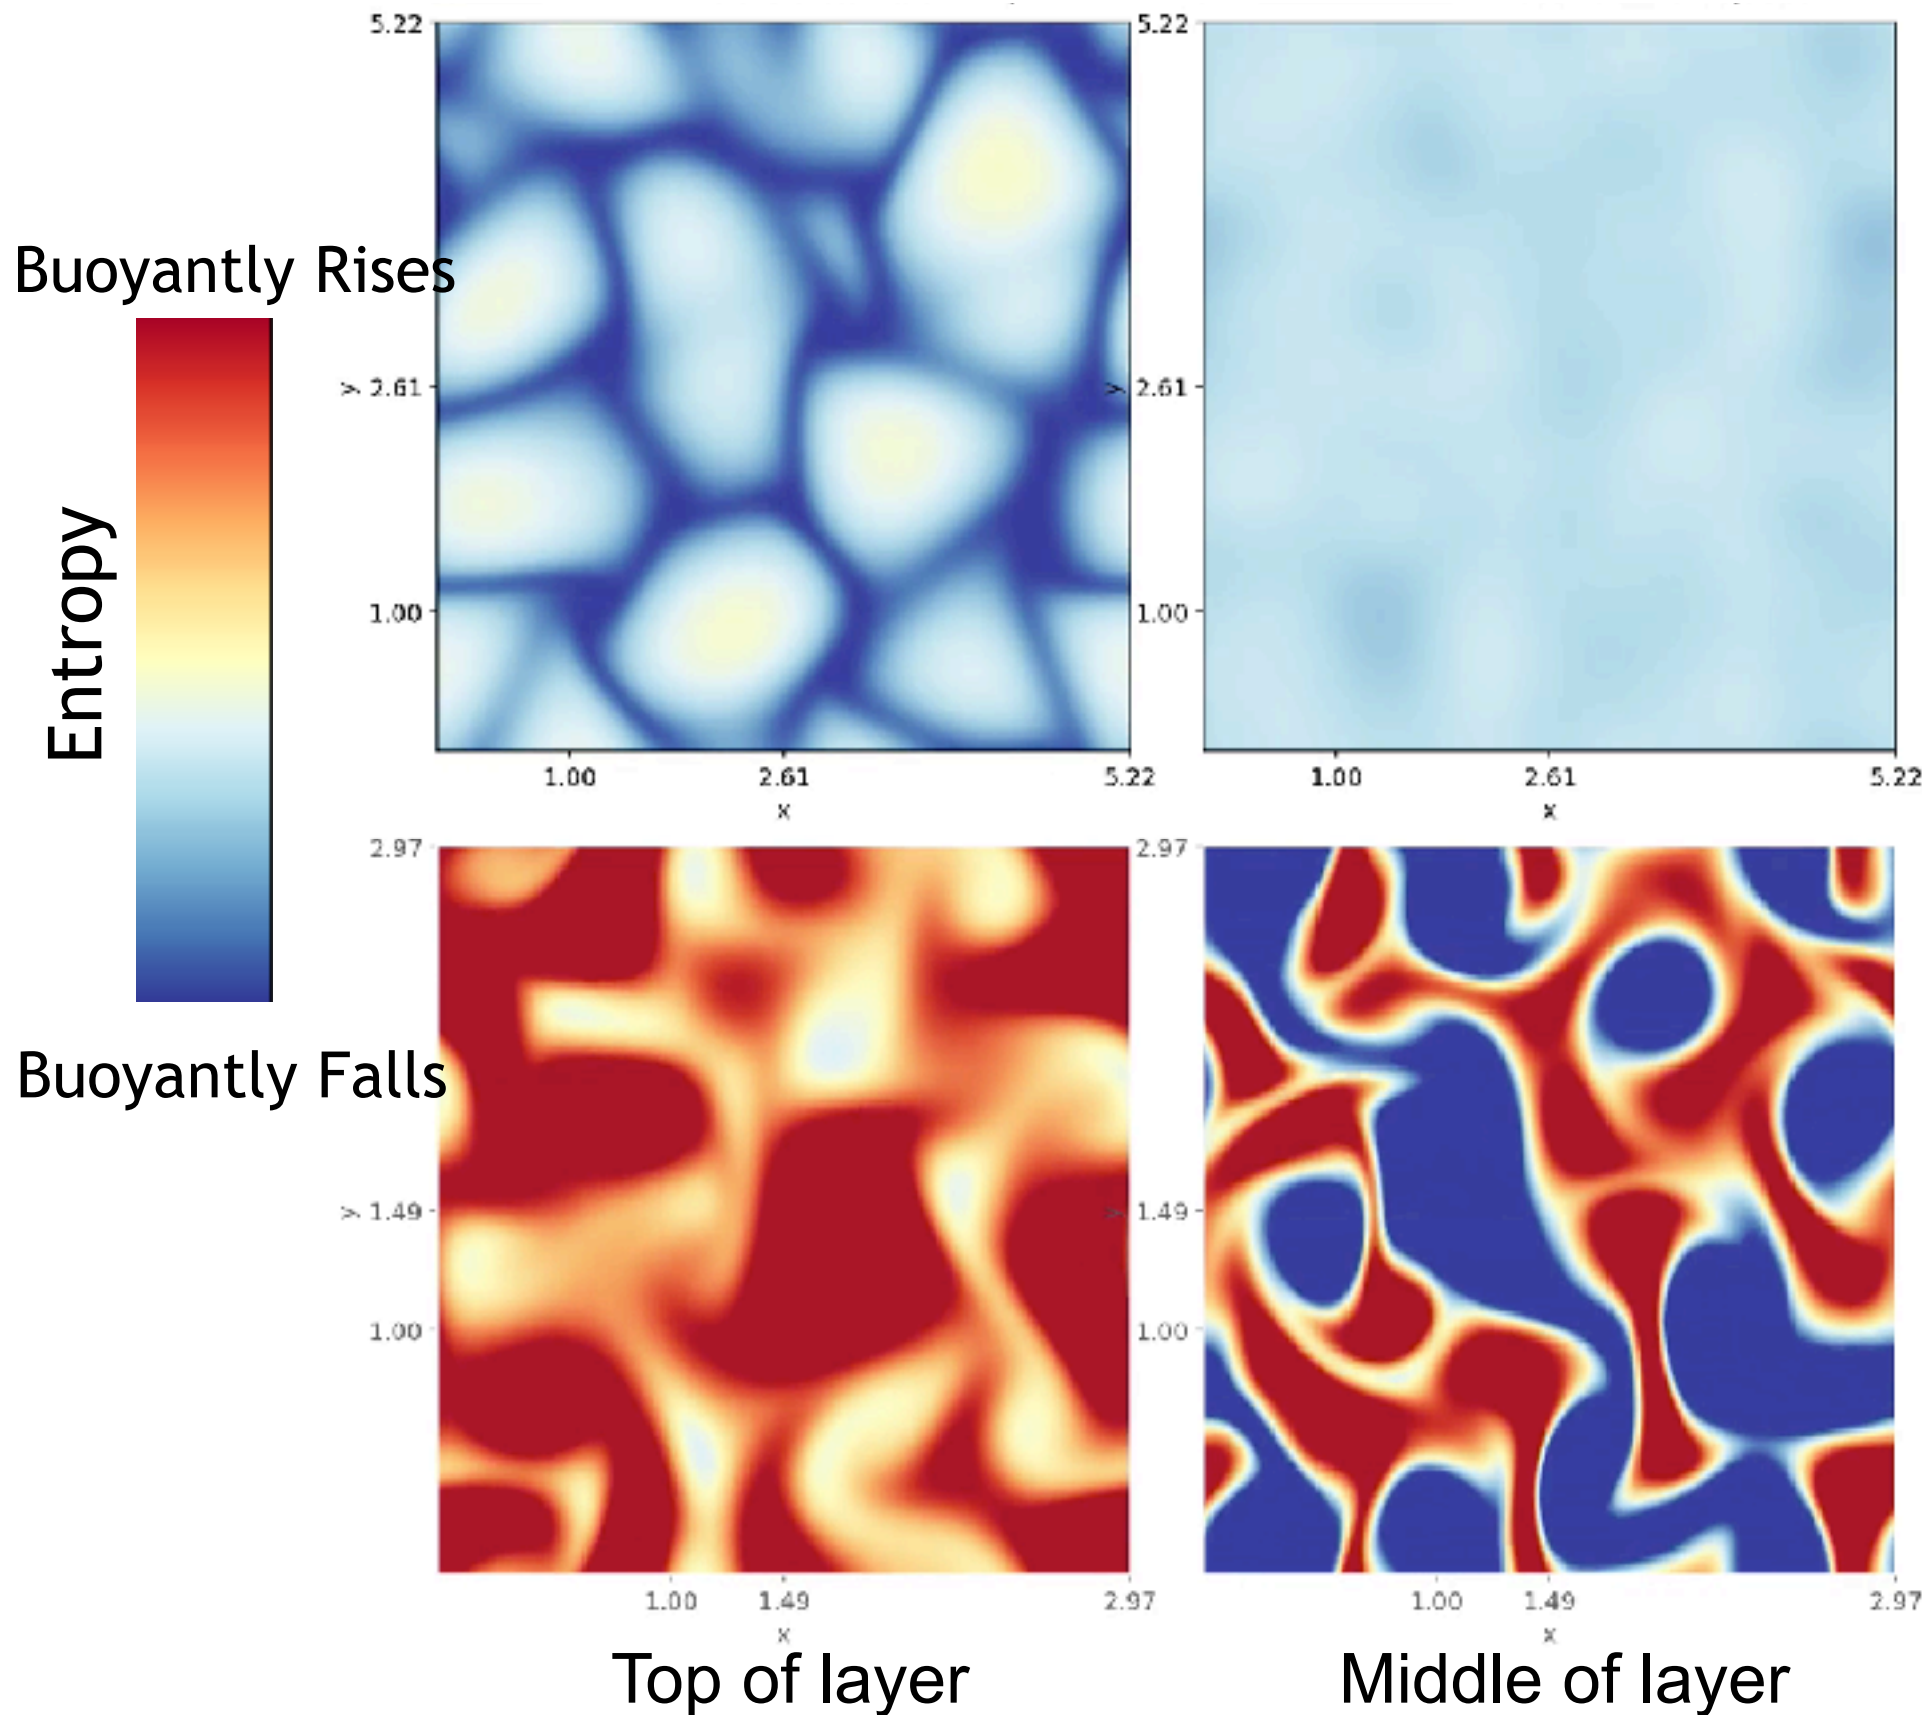 5.22
5.22
Buoyantly Rises
y 2.61
y 2.61
Entropy
1.00
1.00
1.00 2.61 5.22
1.00 2.61 5.22
x
x
2.97
2.97
Buoyantly Falls
y 1.49
y 1.49
1.00
1.00
1.00 1.49 2.97
1.00 1.49 2.97
x
x
Top of layer
Middle of layer